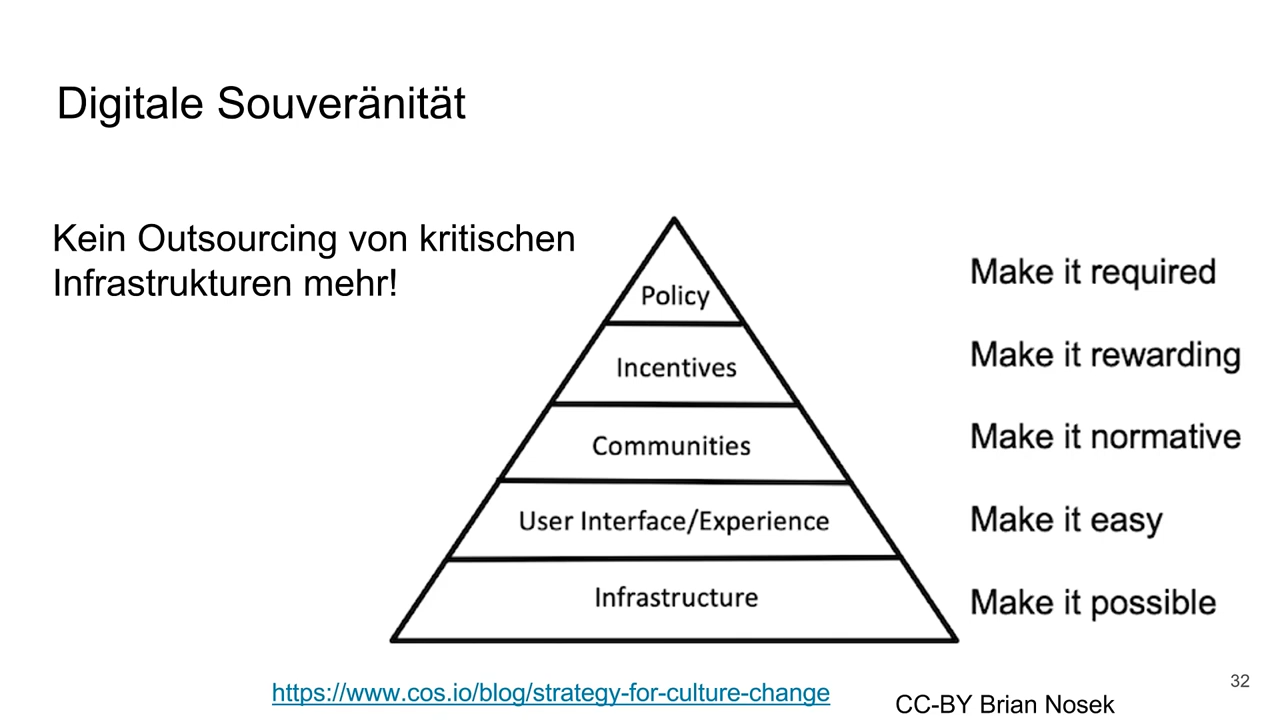 Digitale Souveränität
Kein Outsourcing von kritischen
Infrastrukturen mehr!
Policy
Make it required
Incentives
Make it rewarding
Communities
Make it normative
User Interface/Experience
Make it easy
Infrastructure
Make it possible
https://www.cos.io/blog/strategy-for-culture-change
CC-BY Brian Nosek
32